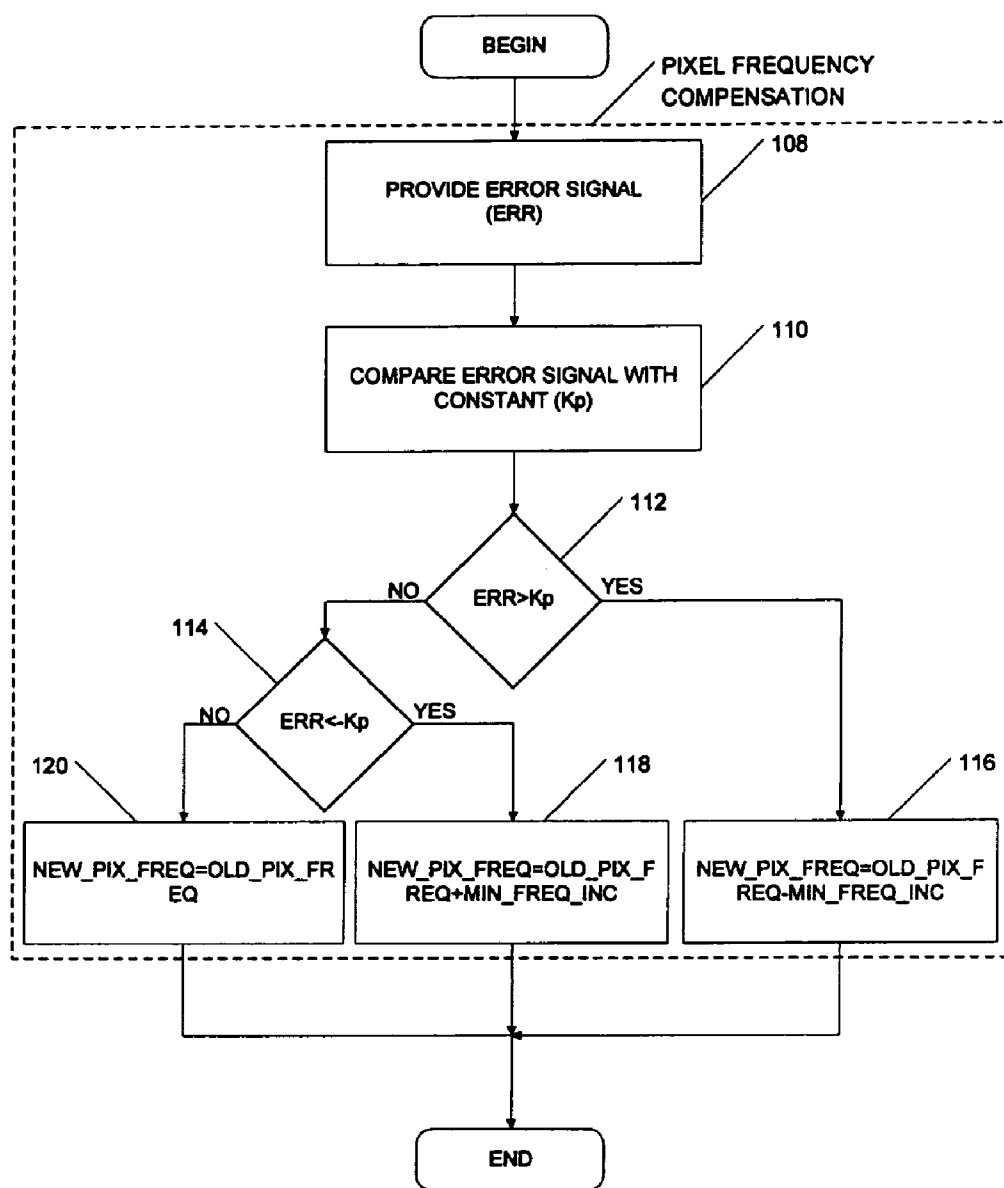 BEGIN
PIXEL FREQUENCY
COMPENSATION
108
PROVIDE ERROR SIGNAL
(ERR)
110
COMPARE ERROR SIGNAL WITH
CONSTANT (Kp)
112
NO
ERR>Kp
YES
114
NO
ERR<-Kp
YES
120
118
116
NEW_PIX_FREQ=OLD_PIX_FR
EQ
NEW_PIX_FREQ=OLD_PIX_F
REQ+MIN_FREQ_INC
NEW_PIX_FREQ=OLD_PIX_F
REQ-MIN_FREQ_INC
END